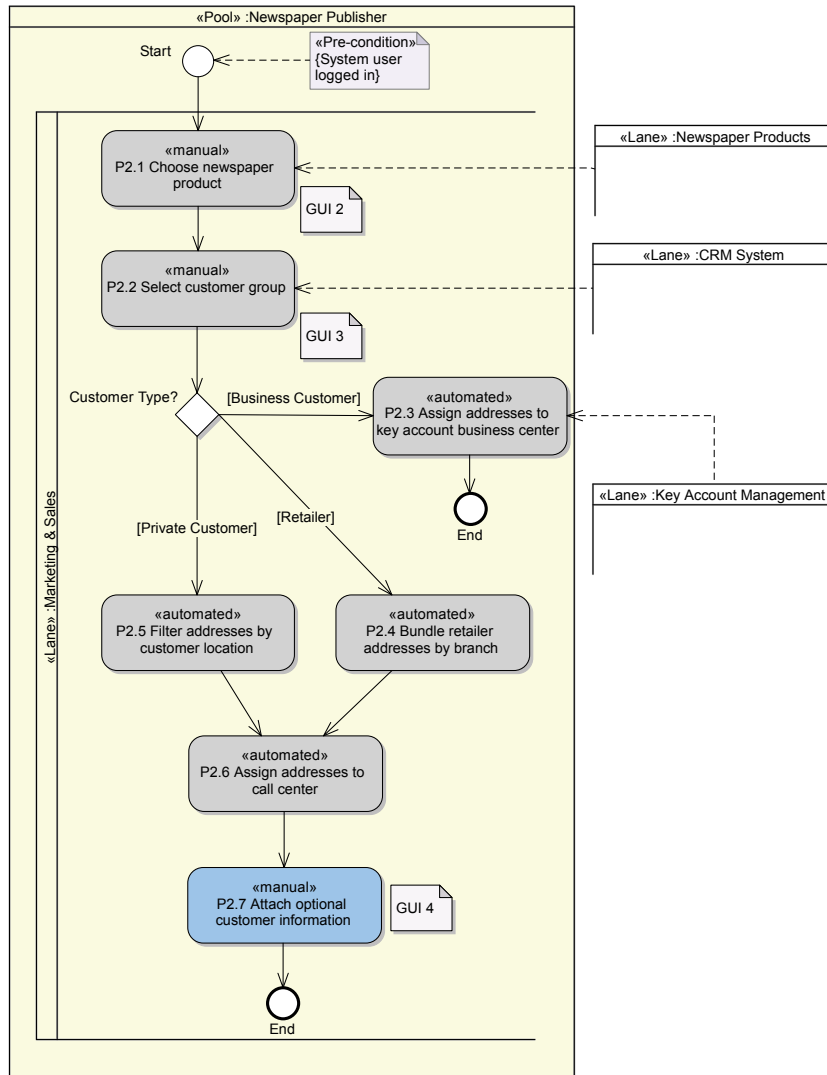 «Pool» :Newspaper Publisher
Start
«Pre-condition»
{System user
logged in}
«Lane» :Marketing & Sales
«manual»
P2.1 Choose newspaper
product
GUI 2
«Lane» :Newspaper Products
«manual»
P2.2 Select customer group
GUI 3
«Lane» :CRM System
Customer Type?
[Business Customer]
«automated»
P2.3 Assign addresses to
key account business center
End
«Lane» :Key Account Management
[Private Customer]
[Retailer]
«automated»
P2.5 Filter addresses by
customer location
«automated»
P2.4 Bundle retailer
addresses by branch
«automated»
P2.6 Assign addresses to
call center
«manual»
P2.7 Attach optional
customer information
GUI 4
End